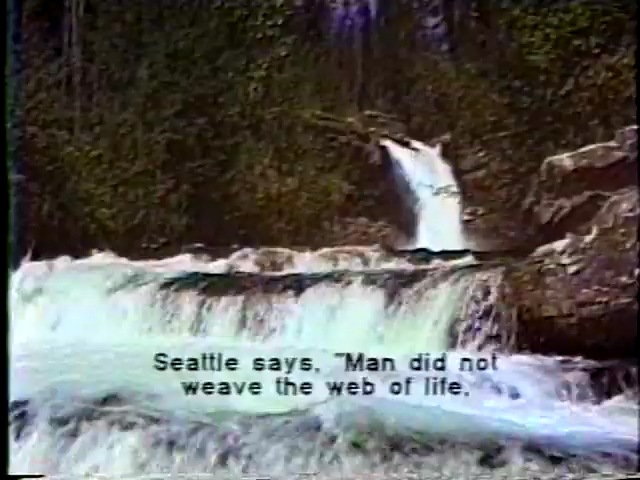 Seattle says, "Man did not
weave the web of life,